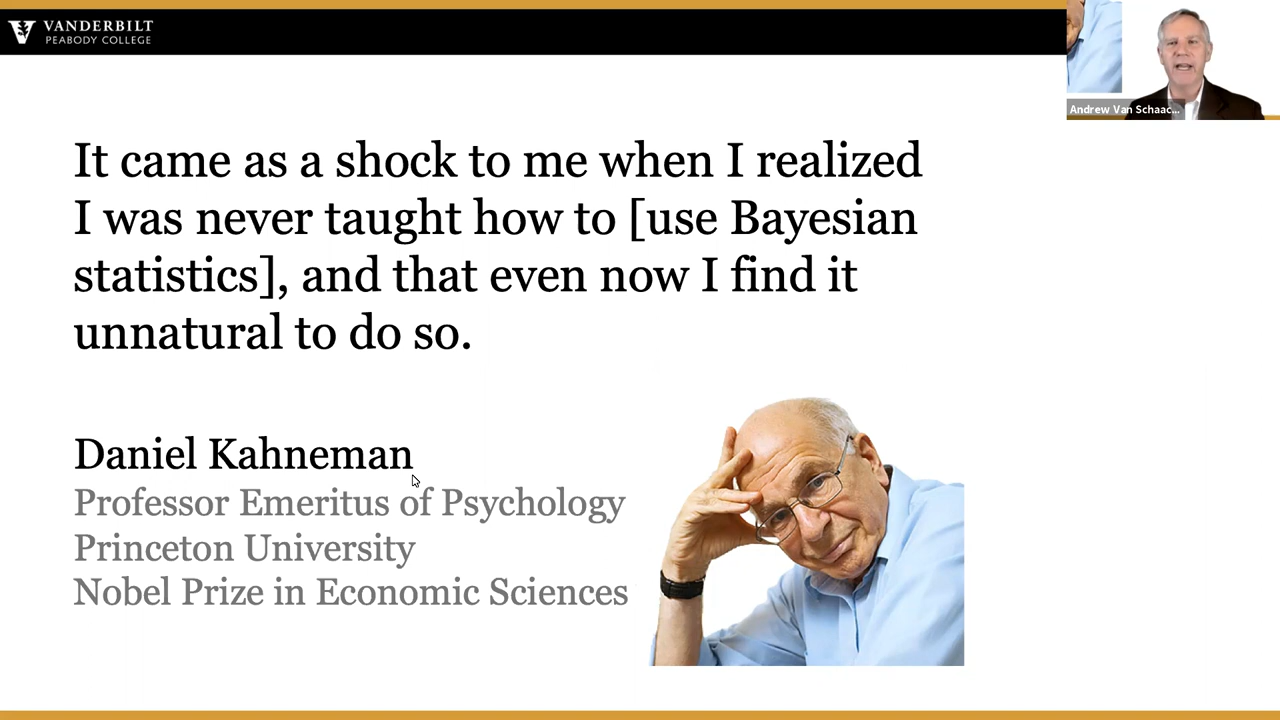 VANDERBILT
PEABODY COLLEGE
Andrew Van Schaac...
It came as a shock to me when I realized
I was never taught how to [use Bayesian
statistics], and that even now I find it
unnatural to do so.
Daniel Kahneman
Professor Emeritus of Psychology
Princeton University
Nobel Prize in Economic Sciences